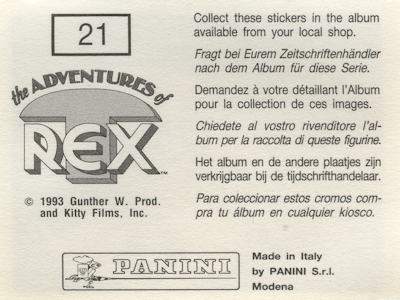 21
the ADVENTURES of
T
REX™
© 1993 Gunther W. Prod.
and Kitty Films, Inc.
Collect these stickers in the album
available from your local shop.
Fragt bei Eurem Zeitschriftenhändler
nach dem Album für diese Serie.
Demandez à votre détaillant l'Album
pour la collection de ces images.
Chiedete al vostro rivenditore l'al-
bum per la raccolta di queste figurine.
Het album en de andere plaatjes zijn
verkrijgbaar bij de tijdschrifthandelaar.
Para coleccionar estos cromos compra
pra tu álbum en cualquier kiosco.
PANINI
Made in Italy
by PANINI S.r.l.
Modena